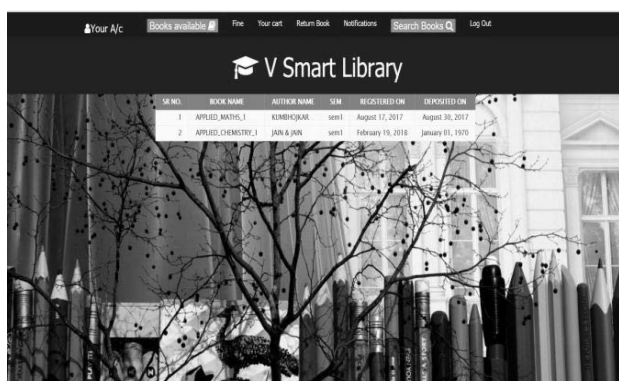 Your A/c Books available Fine Your cart Return Book Notifications Search Books Log Out
V Smart Library
SR NO. BOOK NAME AUTHOR NAME SEM REGISTERED ON DEPOSITED ON
1 APPLIED_MATHS_1 KUMBHOJKAR sem1 August 17, 2017 August 30, 2017
2 APPLIED_CHEMISTRY_1 JAIN & JAIN sem1 February 19, 2018 January 01, 1970